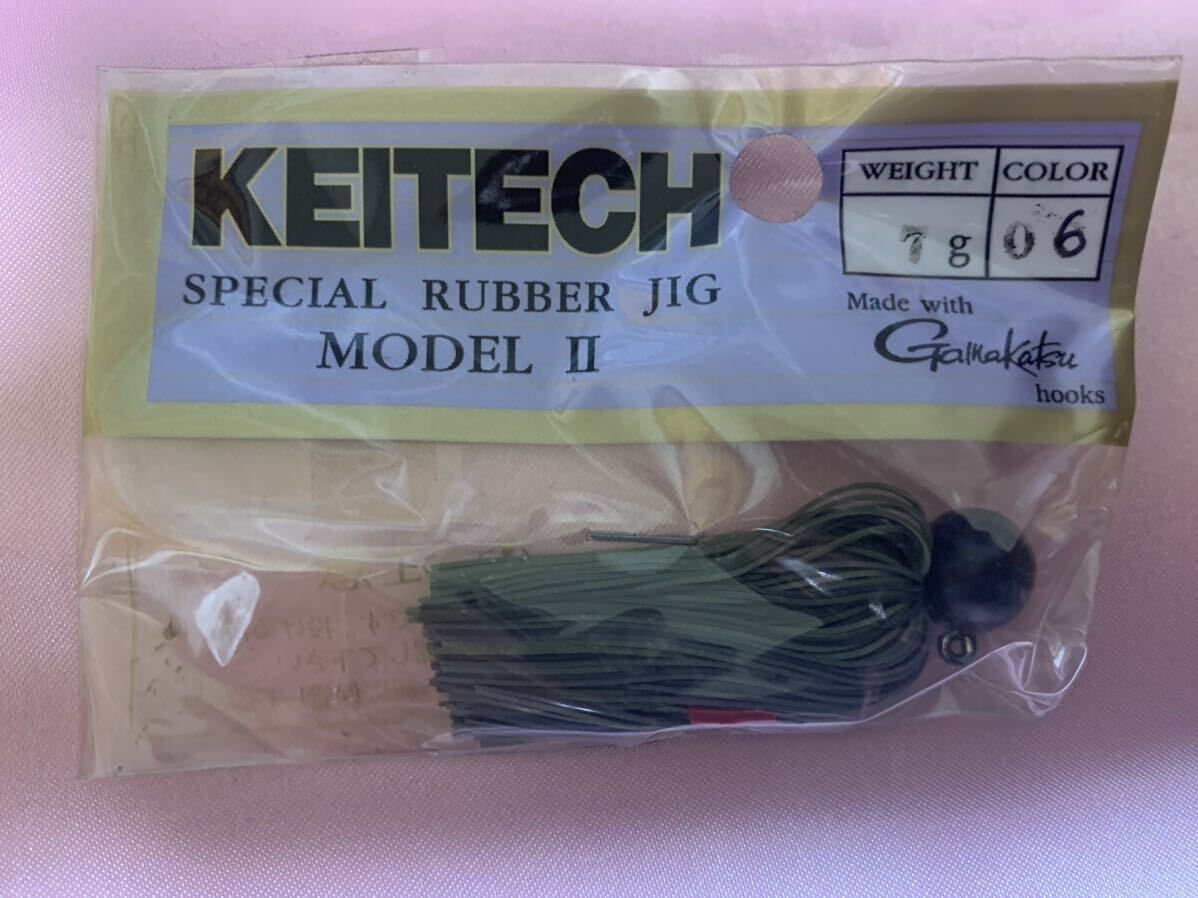 KEITECH
SPECIAL RUBBER JIG
MODEL II
WEIGHT COLOR
7g 06
Made with
Gamakatsu
hooks